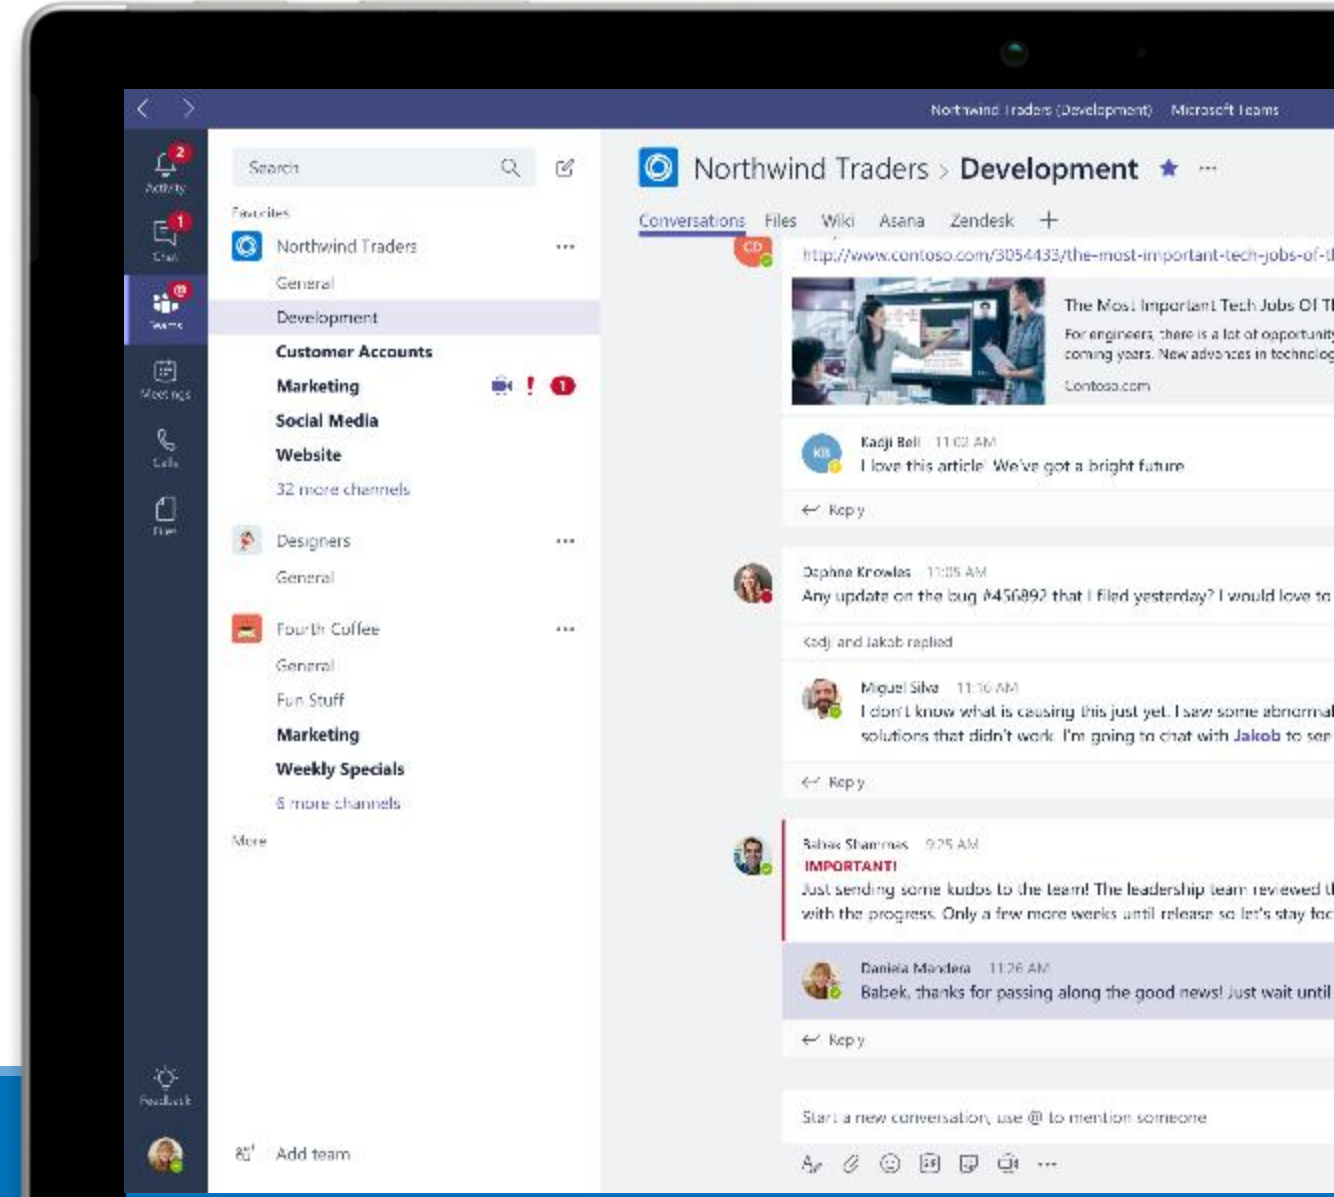 Northwind Traders (Development) Microsoft Teams
2
Activity
1
Chat
@
Teams
Meetings
Calls
Files
Feedback
Search
Favorites
Northwind Traders
General
Development
Customer Accounts
Marketing ! 1
Social Media
Website
32 more channels
Designers
General
Fourth Coffee
General
Fun Stuff
Marketing
Weekly Specials
6 more channels
More
Add team
Northwind Traders > Development
Conversations Files Wiki Asana Zendesk +
CD
http://www.contoso.com/3054433/the-most-important-tech-jobs-of-t
The Most Important Tech Jobs Of T
For engineers, there is a lot of opportunity
coming years. New advances in technolog
Contoso.com
KB
Kadji Bell 11:02 AM
I love this article! We've got a bright future
Reply
Daphne Knowles 11:05 AM
Any update on the bug #456892 that I filed yesterday? I would love to
Kadji and Jakob replied
Miguel Silva 11:16 AM
I don't know what is causing this just yet. I saw some abnormal
solutions that didn't work. I'm going to chat with Jakob to see
Reply
Babak Shammas 9:25 AM
IMPORTANT!
Just sending some kudos to the team! The leadership team reviewed t
with the progress. Only a few more weeks until release so let's stay foc
Daniela Mandera 11:26 AM
Babek, thanks for passing along the good news! Just wait until
Reply
Start a new conversation, use @ to mention someone
GIF